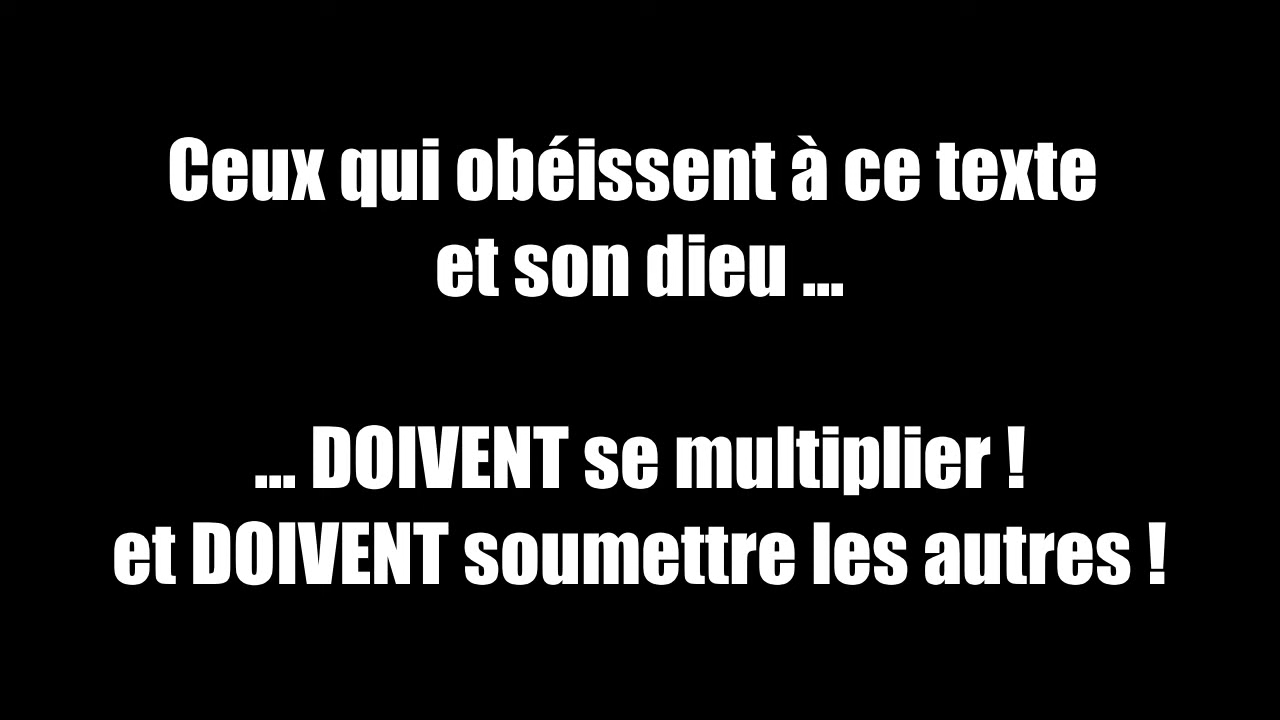 Ceux qui obéissent à ce texte
et son dieu ...
... DOIVENT se multiplier !
et DOIVENT soumettre les autres !